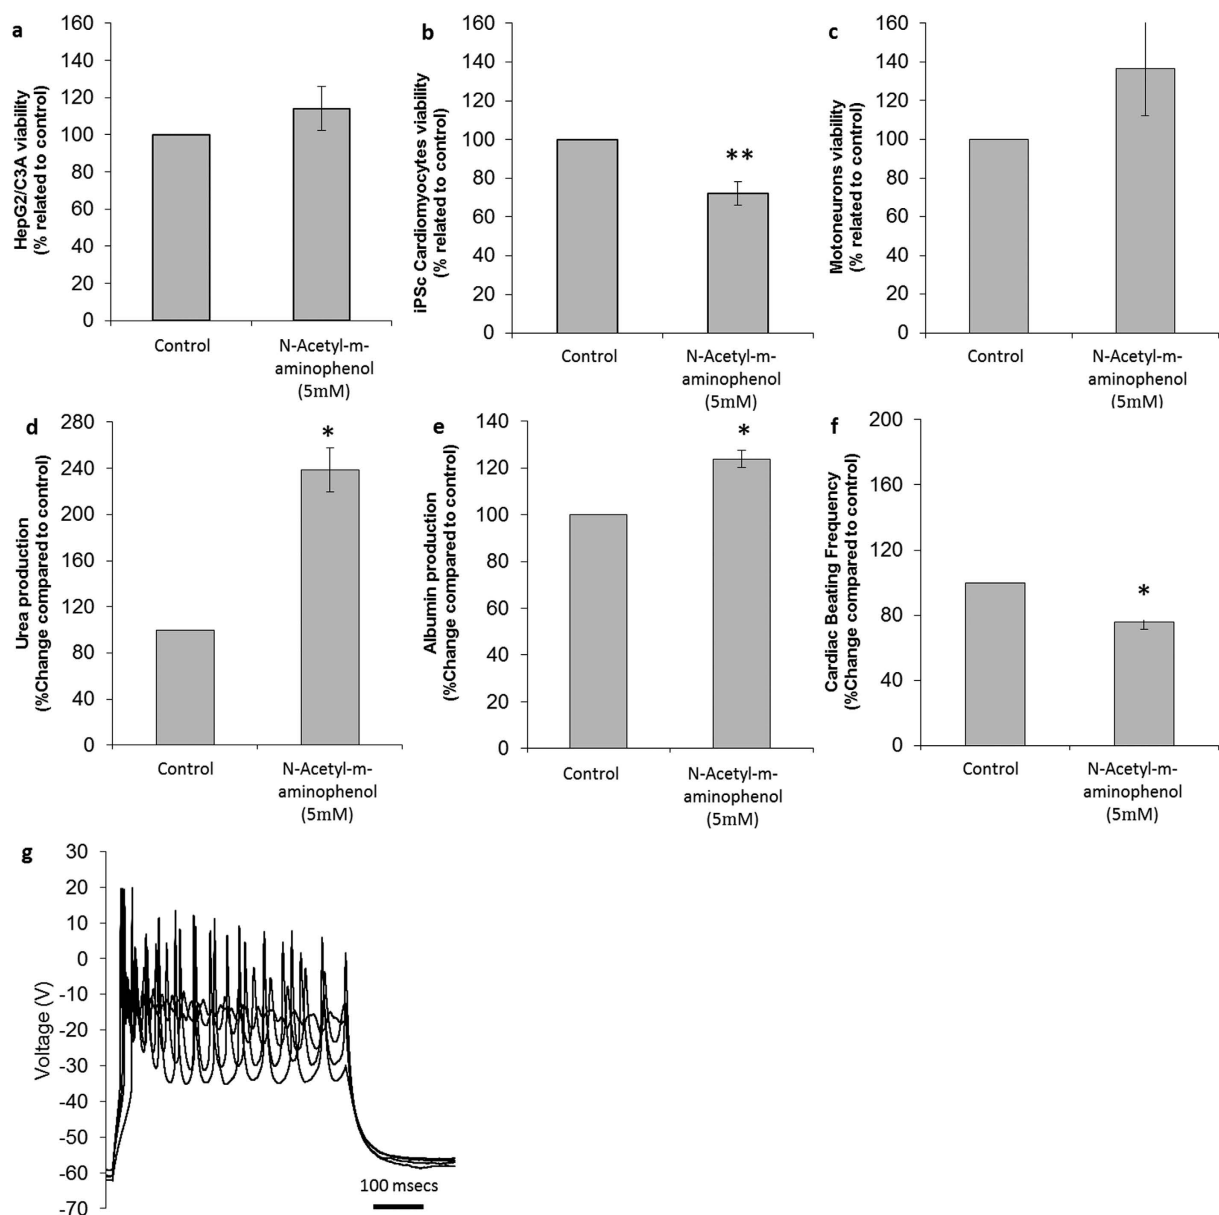 a
HepG2/C3A viability
(% related to control)
160
140
120
100
80
60
40
20
0
Control
N-Acetyl-m-
aminophenol
(5mM)
b
iPSc Cardiomyocytes viability
(% related to control)
160
140
120
100
80
60
40
20
0
**
Control
N-Acetyl-m-
aminophenol
(5mM)
c
Motoneurons viability
(% related to control)
160
140
120
100
80
60
40
20
0
Control
N-Acetyl-m-
aminophenol
(5mM)
d
Urea production
(%Change compared to control)
280
240
200
160
120
80
40
0
*
Control
N-Acetyl-m-
aminophenol
(5mM)
e
Albumin production
(%Change compared to control)
140
120
100
80
60
40
20
0
*
Control
N-Acetyl-m-
aminophenol
(5mM)
f
Cardiac Beating Frequency
(%Change compared to control)
200
160
120
80
40
0
*
Control
N-Acetyl-m-
aminophenol
(5mM)
g
Voltage (V)
30
20
10
0
-10
-20
-30
-40
-50
-60
-70
100 msecs